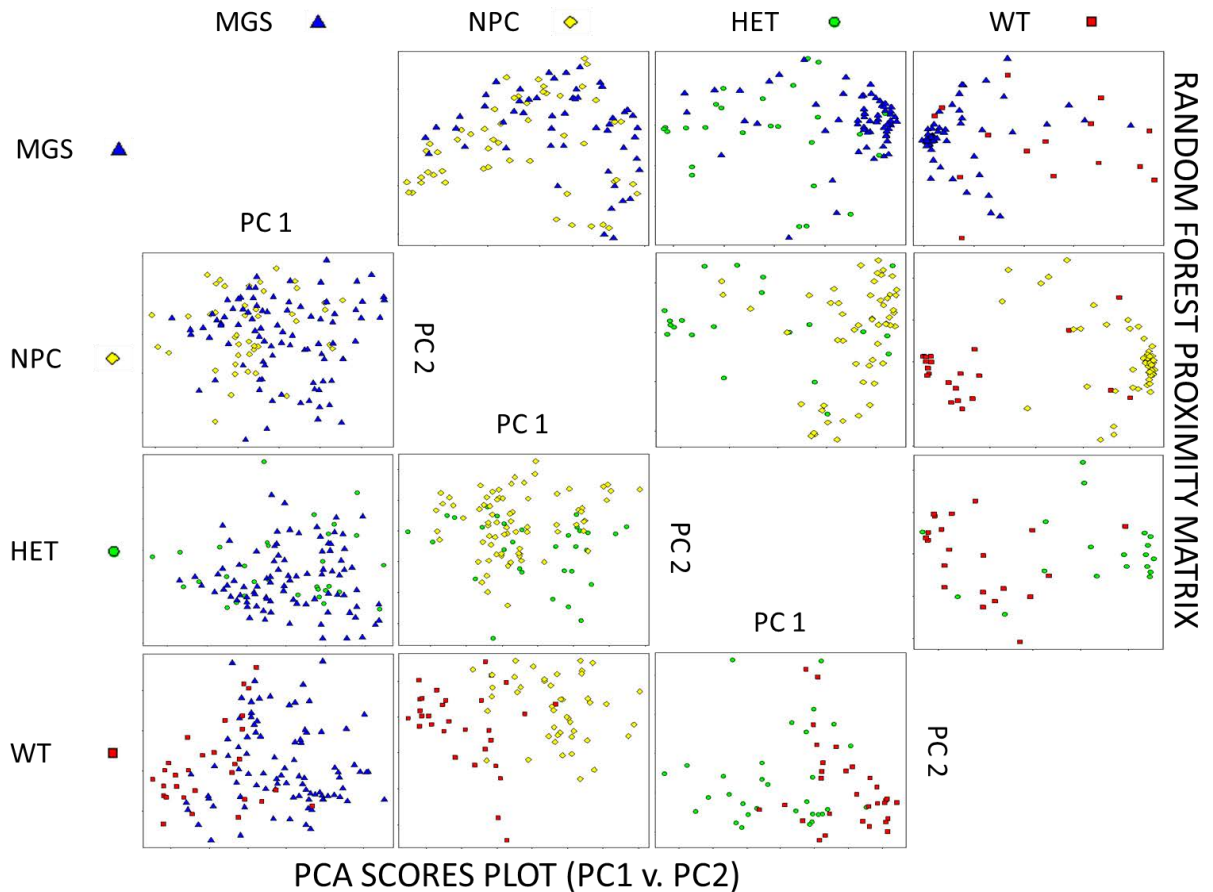 MGS NPC HET WT
MGS
PC 1
NPC
PC 2
PC 1
HET
PC 2
PC 1
WT
PC 2
PCA SCORES PLOT (PC1 v. PC2)
RANDOM FOREST PROXIMITY MATRIX